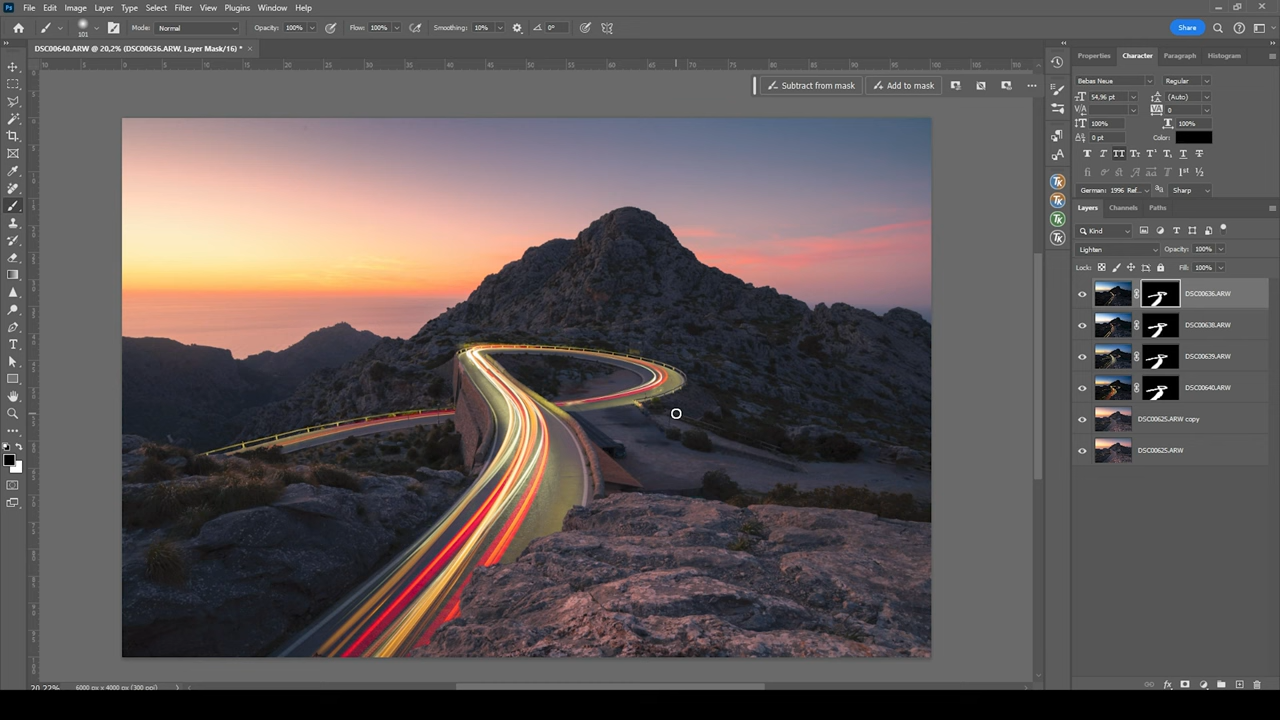 Ps File Edit Image Layer Type Select Filter View Plugins Window Help
101 Mode: Normal Opacity: 100% Flow: 100% Smoothing: 10% 0° Share
DSC00640.ARW @ 20,2% (DSC00636.ARW, Layer Mask/16) *
Subtract from mask Add to mask
Properties Character Paragraph Histogram
Bebas Neue Regular
54,96 pt (Auto)
0
100% 100%
0 pt Color:
German: 1996 Ref... Sharp
Layers Channels Paths
Kind
Lighten Opacity: 100%
Lock: Fill: 100%
DSC00636.ARW
DSC00638.ARW
DSC00639.ARW
DSC00640.ARW
DSC00625.ARW copy
DSC00625.ARW
20,22% 6000 px x 4000 px (300 ppi)